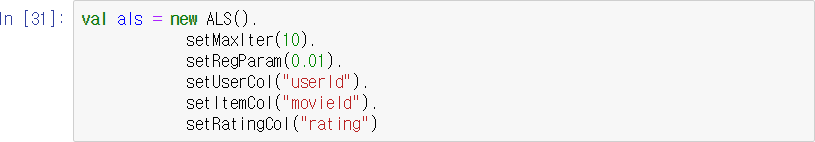 In [31]: val als = new ALS().
setMaxIter(10).
setRegParam(0.01).
setUserCol("userId").
setItemCol("movieId").
setRatingCol("rating")